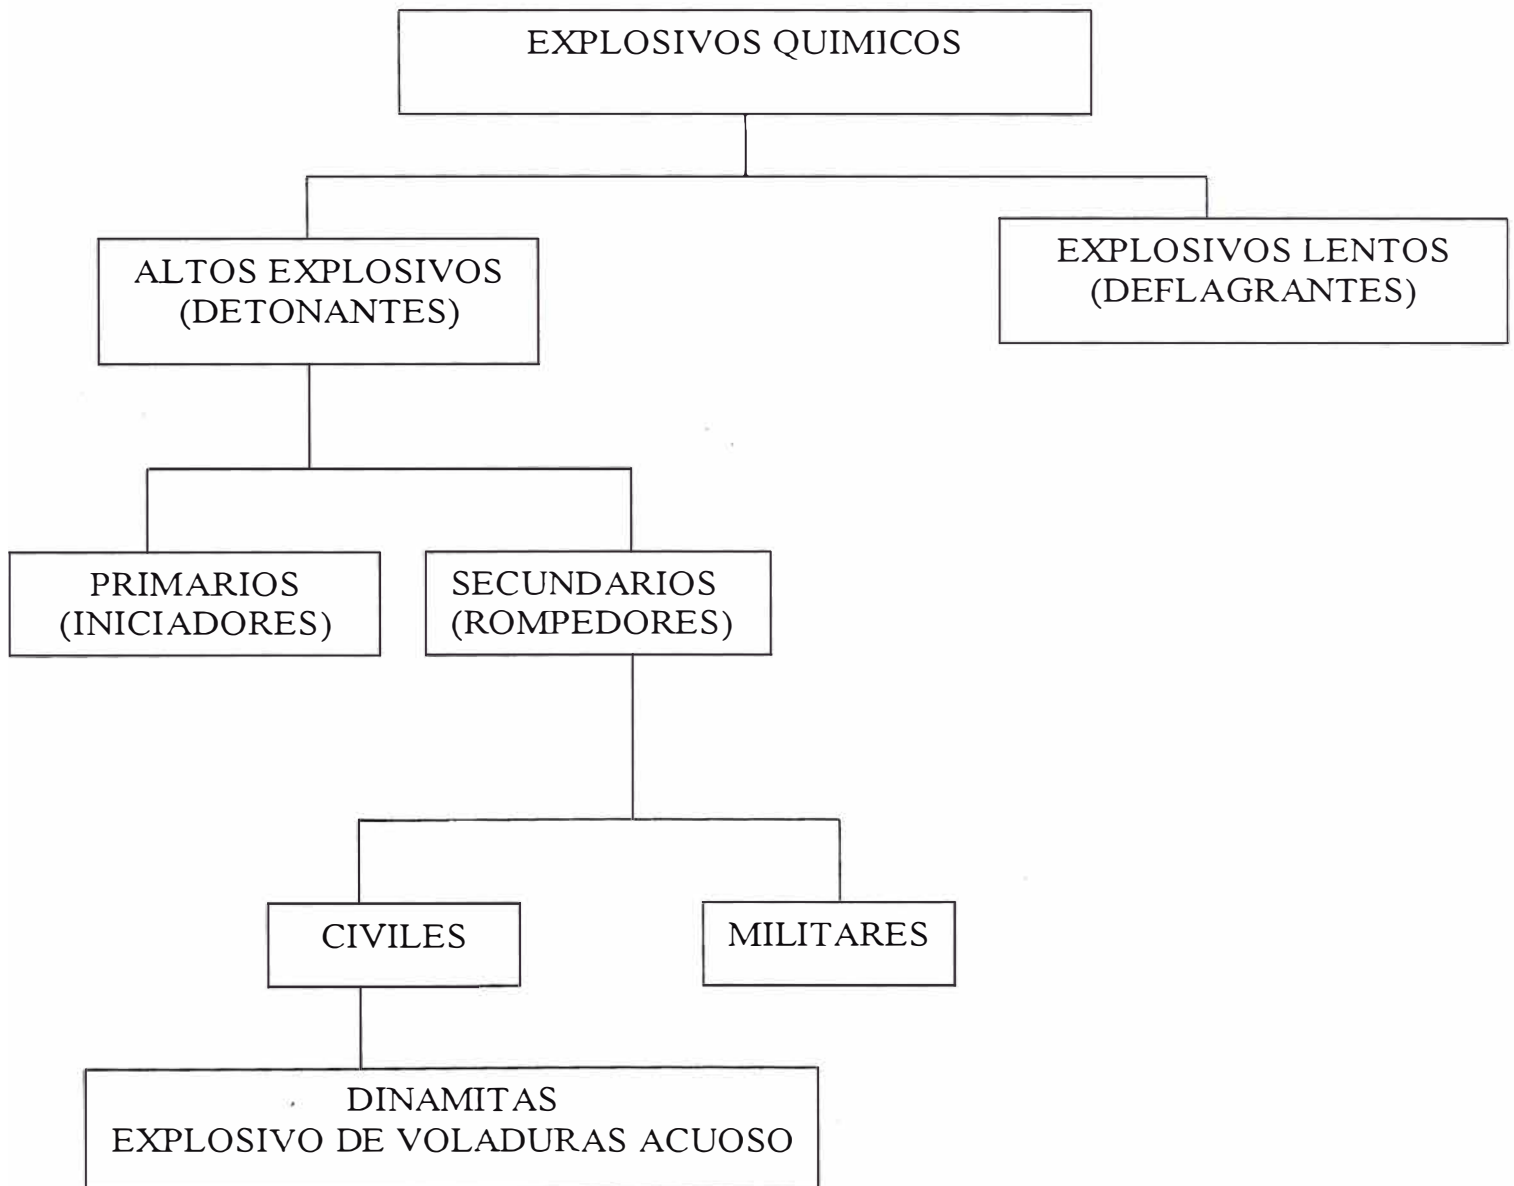 EXPLOSIVOS QUIMICOS
ALTOS EXPLOSIVOS
(DETONANTES)
EXPLOSIVOS LENTOS
(DEFLAGRANTES)
PRIMARIOS
(INICIADORES)
SECUNDARIOS
(ROMPEDORES)
CIVILES
MILITARES
DINAMITAS
EXPLOSIVO DE VOLADURAS ACUOSO